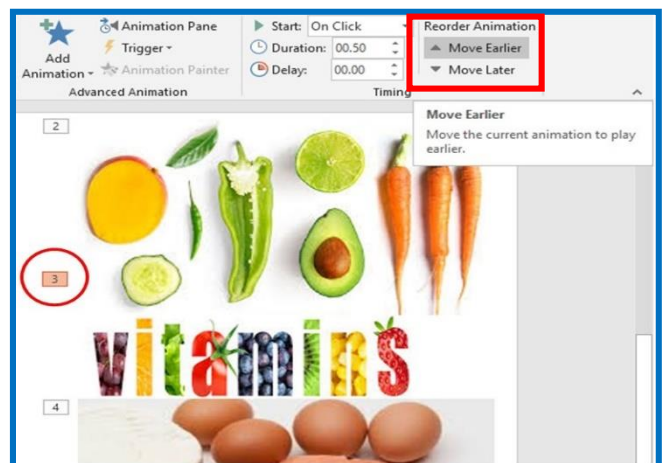 Animation Pane
Start: On Click
Reorder Animation
Add
Animation
Trigger
Duration: 00.50
Move Earlier
Animation Painter
Delay: 00.00
Move Later
Advanced Animation
Timing
Move Earlier
Move the current animation to play
earlier.
2
3
vitamins
4